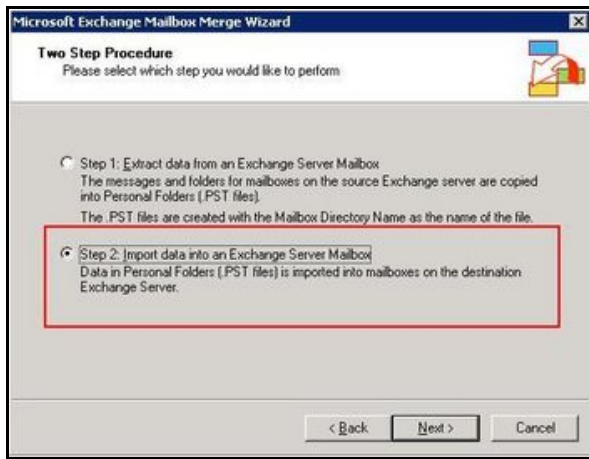 Microsoft Exchange Mailbox Merge Wizard
Two Step Procedure
Please select which step you would like to perform
Step 1: Extract data from an Exchange Server Mailbox
The messages and folders for mailboxes on the source Exchange server are copied
into Personal Folders (.PST files).
The .PST files are created with the Mailbox Directory Name as the name of the file.
Step 2: Import data into an Exchange Server Mailbox
Data in Personal Folders (.PST files) is imported into mailboxes on the destination
Exchange Server.
< Back Next > Cancel